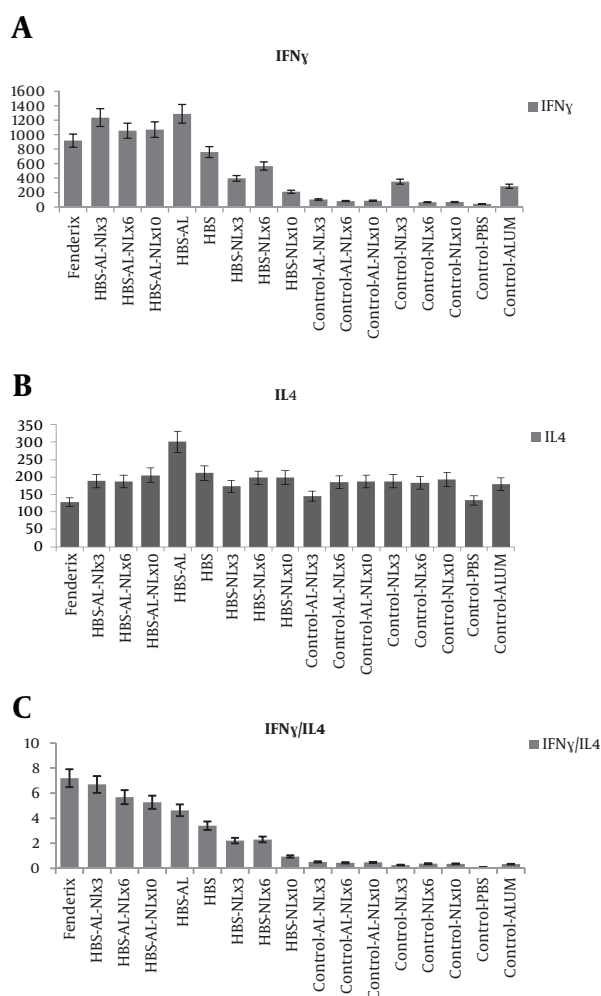 A
IFNɣ
1600
1400
1200
1000
800
600
400
200
0
IFNɣ
Fenderix
HBS-AL-Nlx3
HBS-AL-NLx6
HBS-AL-NLx10
HBS-AL
HBS
HBS-NLx3
HBS-NLx6
HBS-NLx10
Control-AL-NLx3
Control-AL-NLx6
Control-AL-NLx10
Control-NLx3
Control-NLx6
Control-NLx10
Control-PBS
Control-ALUM
B
IL4
350
300
250
200
150
100
50
0
IL4
Fenderix
HBS-AL-Nlx3
HBS-AL-NLx6
HBS-AL-NLx10
HBS-AL
HBS
HBS-NLx3
HBS-NLx6
HBS-NLx10
Control-AL-NLx3
Control-AL-NLx6
Control-AL-NLx10
Control-NLx3
Control-NLx6
Control-NLx10
Control-PBS
Control-ALUM
C
IFNɣ/IL4
10
8
6
4
2
0
IFNɣ/IL4
Fenderix
HBS-AL-NLx3
HBS-AL-NLx6
HBS-AL-NLx10
HBS-AL
HBS
HBS-NLx3
HBS-NLx6
HBS-NLx10
Control-AL-NLx3
Control-AL-NLx6
Control-AL-NLx10
Control-NLx3
Control-NLx6
Control-NLx10
Control-PBS
Control-ALUM